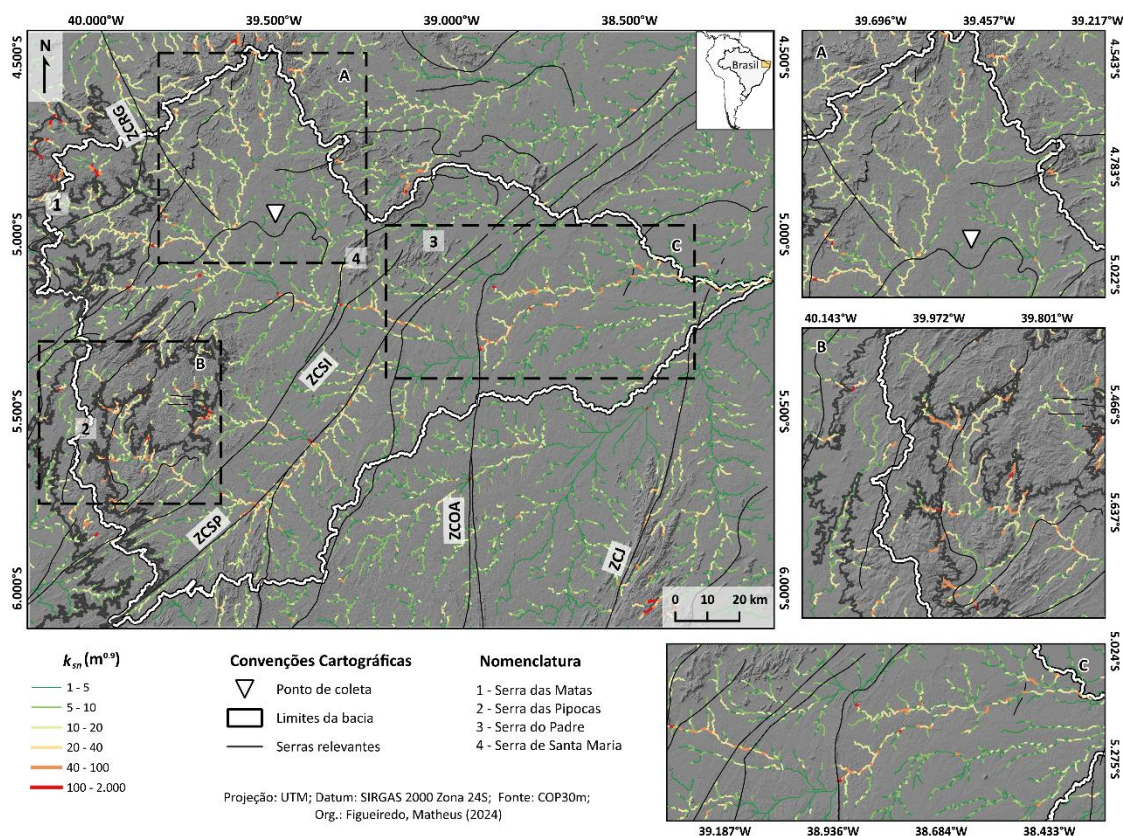 40.000°W 39.500°W 39.000°W 38.500°W
4.500°S
5.000°S
5.500°S
6.000°S
4.500°S
5.000°S
5.500°S
6.000°S
N
Brasil
A
B
C
1
2
3
4
ZCRG
ZCSI
ZCSP
ZCOA
ZCJ
0 10 20 km
39.696°W 39.457°W 39.217°W
A
4.543°S
4.783°S
5.022°S
40.143°W 39.972°W 39.801°W
B
5.466°S
5.637°S
C
5.024°S
5.275°S
39.187°W 38.936°W 38.684°W 38.433°W
ksn (m0.9)
1 - 5
5 - 10
10 - 20
20 - 40
40 - 100
100 - 2.000
Convenções Cartográficas
Ponto de coleta
Limites da bacia
Serras relevantes
Nomenclatura
1 - Serra das Matas
2 - Serra das Pipocas
3 - Serra do Padre
4 - Serra de Santa Maria
Projeção: UTM; Datum: SIRGAS 2000 Zona 24S; Fonte: COP30m;
Org.: Figueiredo, Matheus (2024)